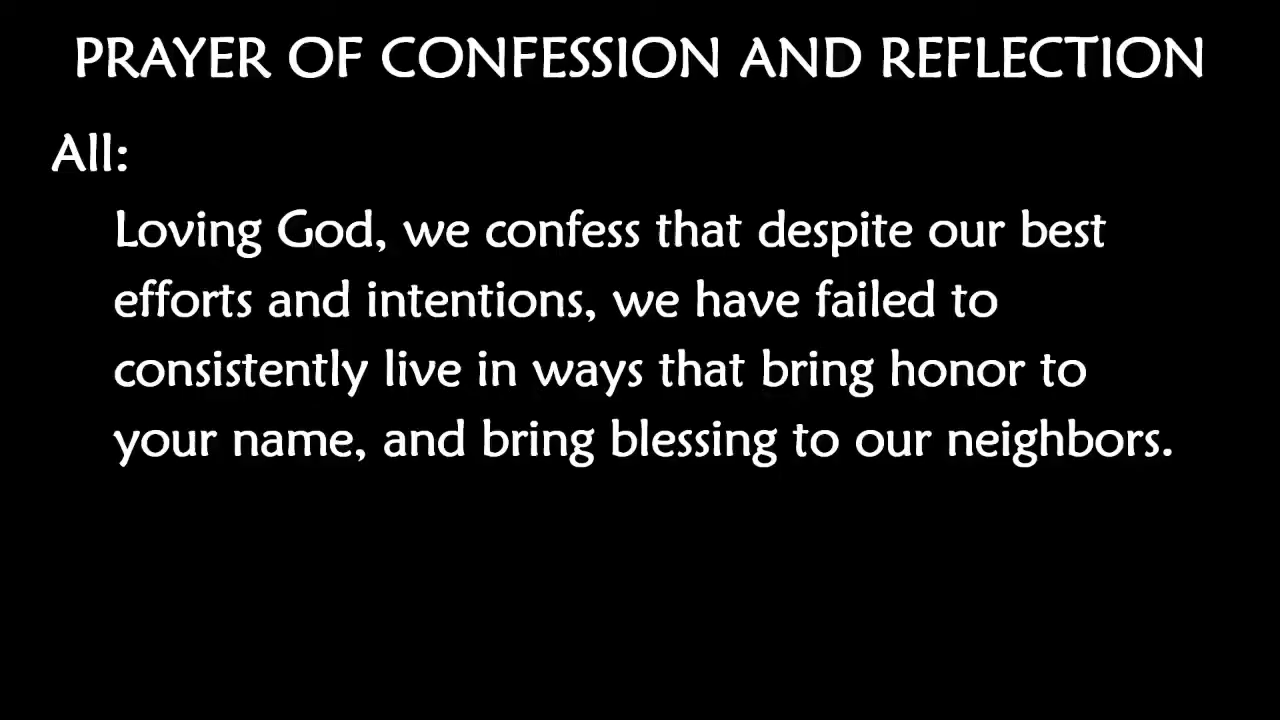 PRAYER OF CONFESSION AND REFLECTION
All:
Loving God, we confess that despite our best
efforts and intentions, we have failed to
consistently live in ways that bring honor to
your name, and bring blessing to our neighbors.